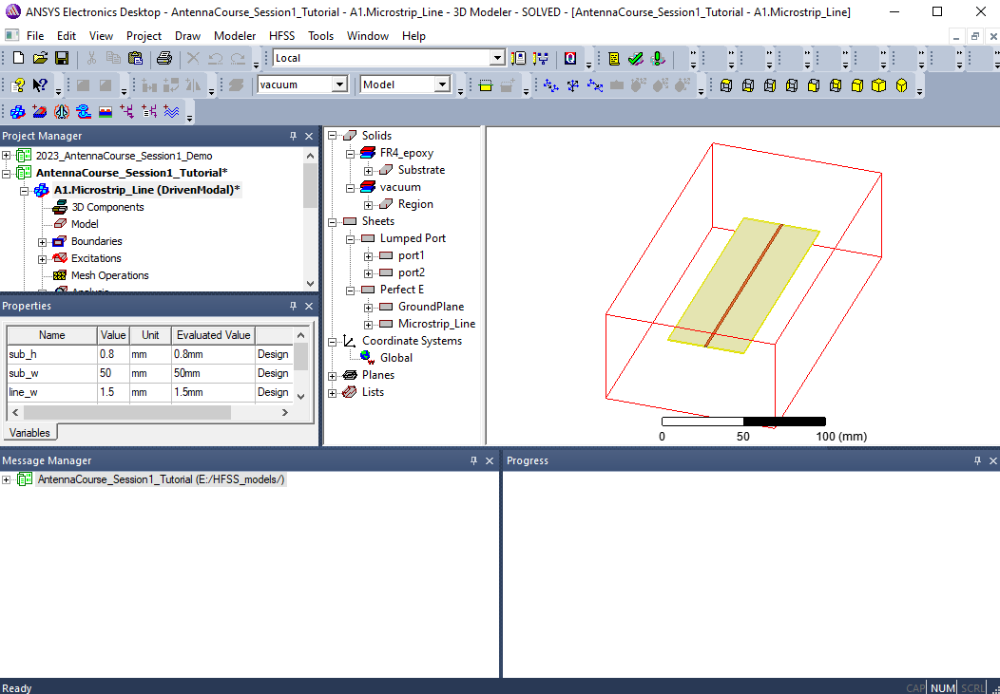 ANSYS Electronics Desktop - AntennaCourse_Session1_Tutorial - A1.Microstrip_Line - 3D Modeler - SOLVED - [AntennaCourse_Session1_Tutorial - A1.Microstrip_Line]
File Edit View Project Draw Modeler HFSS Tools Window Help
Local
vacuum Model
Project Manager
2023_AntennaCourse_Session1_Demo
AntennaCourse_Session1_Tutorial*
A1.Microstrip_Line (DrivenModal)*
3D Components
Model
Boundaries
Excitations
Mesh Operations
Analysis
Properties
Name Value Unit Evaluated Value
sub_h 0.8 mm 0.8mm Design
sub_w 50 mm 50mm Design
line_w 1.5 mm 1.5mm Design
Variables
Solids
FR4_epoxy
Substrate
vacuum
Region
Sheets
Lumped Port
port1
port2
Perfect E
GroundPlane
Microstrip_Line
Coordinate Systems
Global
Planes
Lists
0 50 100 (mm)
Message Manager
AntennaCourse_Session1_Tutorial (E:/HFSS_models/)
Progress
Ready
CAP NUM SCRL